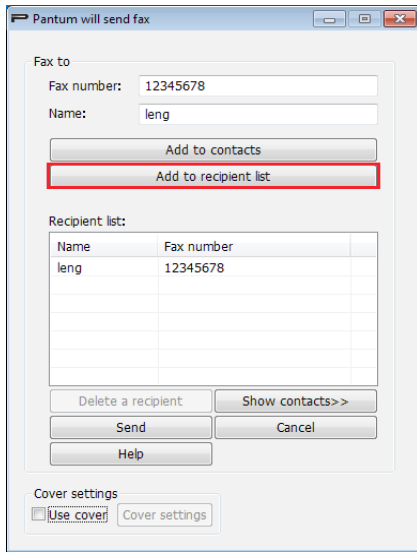 Pantum will send fax
Fax to
Fax number: 12345678
Name: leng
Add to contacts
Add to recipient list
Recipient list:
Name Fax number
leng 12345678
Delete a recipient Show contacts>>
Send Cancel
Help
Cover settings
Use cover Cover settings